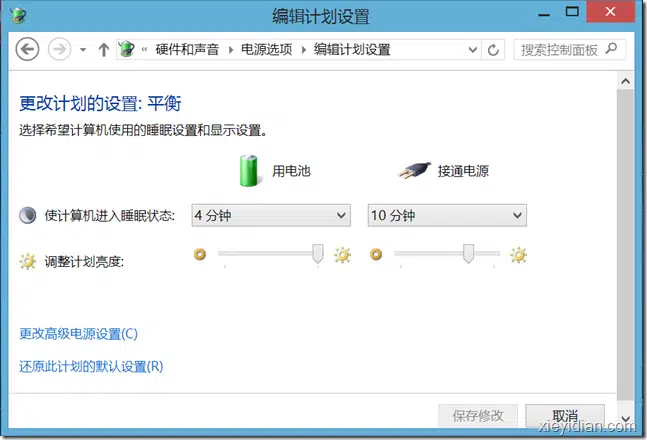 编辑计划设置
« 硬件和声音 电源选项 编辑计划设置 搜索控制面板
更改计划的设置: 平衡
选择希望计算机使用的睡眠设置和显示设置。
用电池 接通电源
使计算机进入睡眠状态: 4 分钟 10 分钟
调整计划亮度:
更改高级电源设置(C)
还原此计划的默认设置(R)
保存修改 取消
xieyidian.com